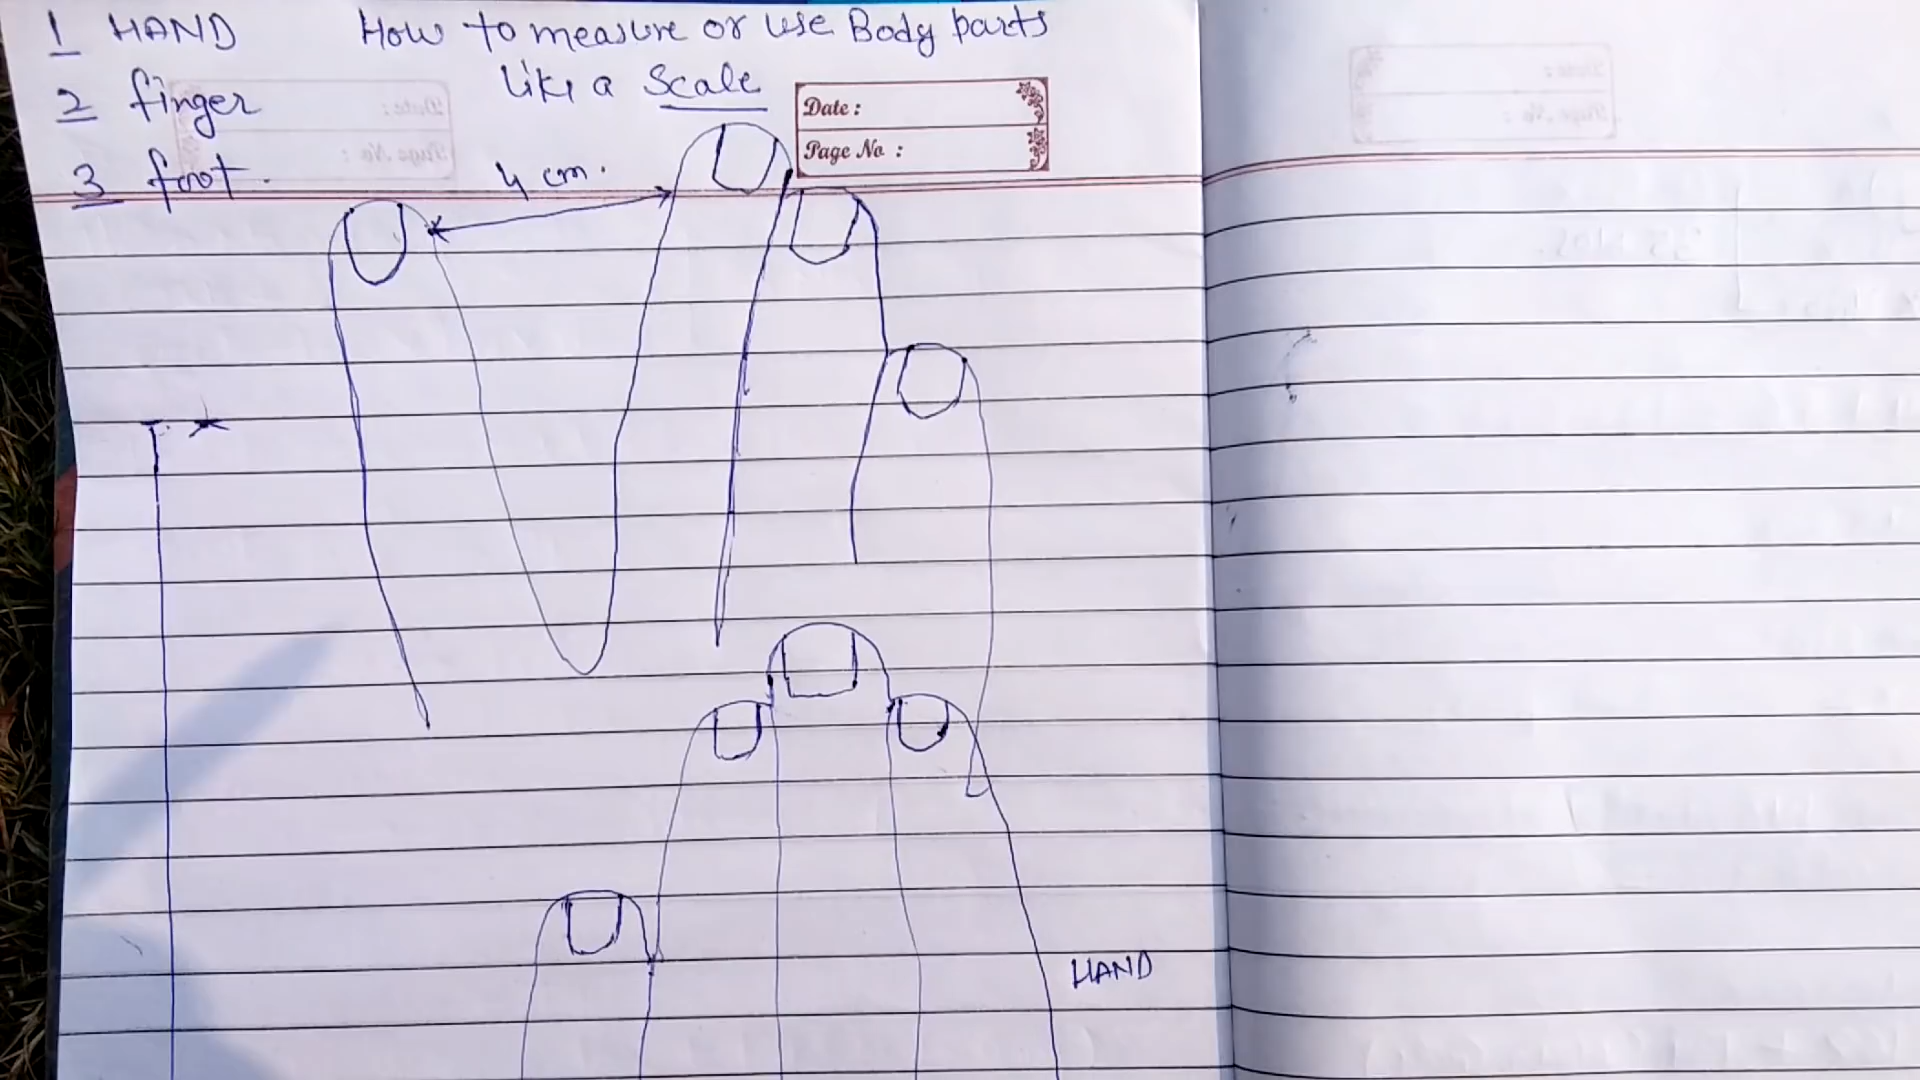 1 HAND
How to measure or use Body parts
like a scale
2 finger
3 foot.
Date :
Page No :
4 cm.
HAND